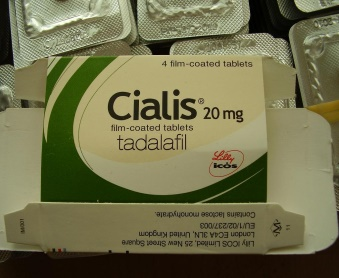 4 film-coated tablets
Cialis® 20 mg
film-coated tablets
tadalafil
Lilly
icos
Contains lactose monohydrate.
EU/1/02/237/003
London EC4A 3LN, United Kingdom
Lilly ICOS Limited, 25 New Street Square